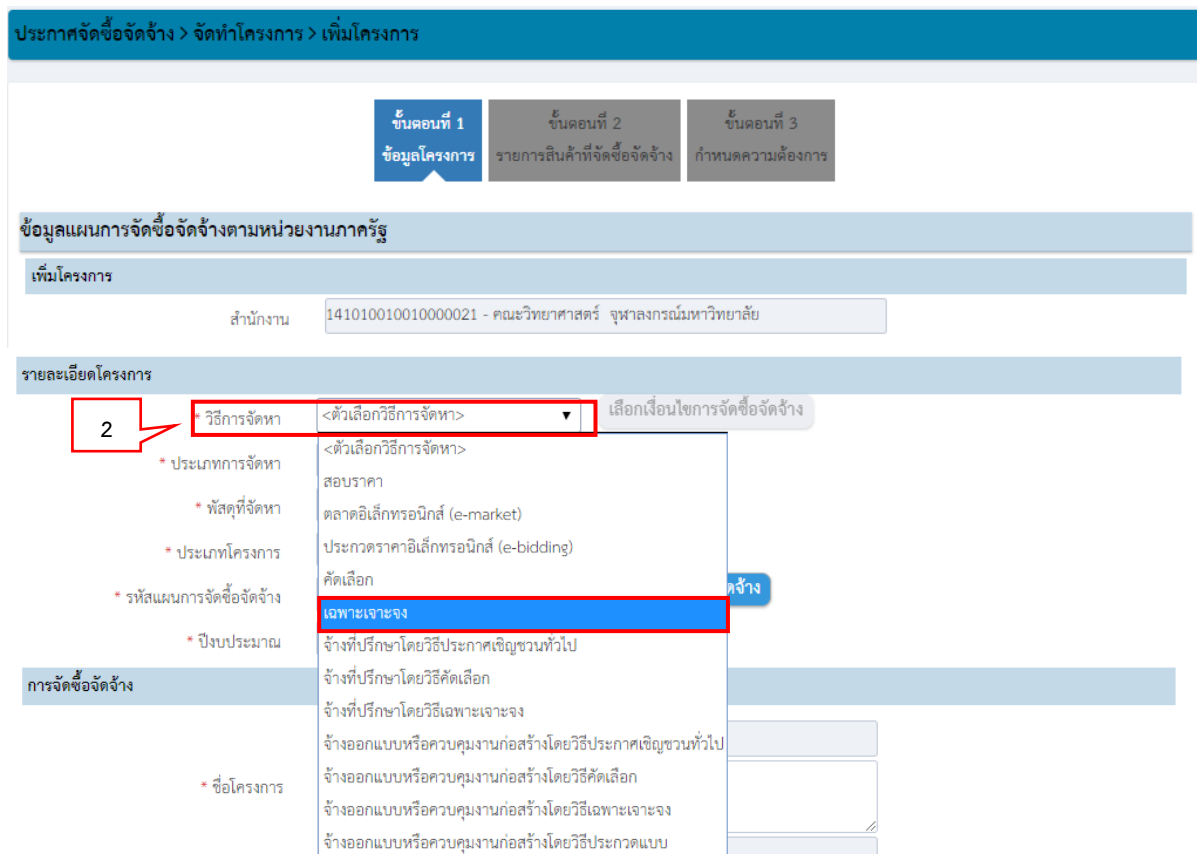 ประกาศจัดซื้อจัดจ้าง > จัดทำโครงการ > เพิ่มโครงการ
ขั้นตอนที่ 1
ข้อมูลโครงการ
ขั้นตอนที่ 2
รายการสินค้าที่จัดซื้อจัดจ้าง
ขั้นตอนที่ 3
กำหนดความต้องการ
ข้อมูลแผนการจัดซื้อจัดจ้างตามหน่วยงานภาครัฐ
เพิ่มโครงการ
สำนักงาน 141010010010000021 - คณะวิทยาศาสตร์ จุฬาลงกรณ์มหาวิทยาลัย
รายละเอียดโครงการ
2
* วิธีการจัดหา <ตัวเลือกวิธีการจัดหา> เลือกเงื่อนไขการจัดซื้อจัดจ้าง
* ประเภทการจัดหา
* พัสดุที่จัดหา
* ประเภทโครงการ
* รหัสแผนการจัดซื้อจัดจ้าง
* ปีงบประมาณ
<ตัวเลือกวิธีการจัดหา>
สอบราคา
ตลาดอิเล็กทรอนิกส์ (e-market)
ประกวดราคาอิเล็กทรอนิกส์ (e-bidding)
คัดเลือก
เฉพาะเจาะจง
จ้างที่ปรึกษาโดยวิธีประกาศเชิญชวนทั่วไป
จ้างที่ปรึกษาโดยวิธีคัดเลือก
จ้างที่ปรึกษาโดยวิธีเฉพาะเจาะจง
จ้างออกแบบหรือควบคุมงานก่อสร้างโดยวิธีประกาศเชิญชวนทั่วไป
จ้างออกแบบหรือควบคุมงานก่อสร้างโดยวิธีคัดเลือก
จ้างออกแบบหรือควบคุมงานก่อสร้างโดยวิธีเฉพาะเจาะจง
จ้างออกแบบหรือควบคุมงานก่อสร้างโดยวิธีประกวดแบบ
การจัดซื้อจัดจ้าง
* ชื่อโครงการ